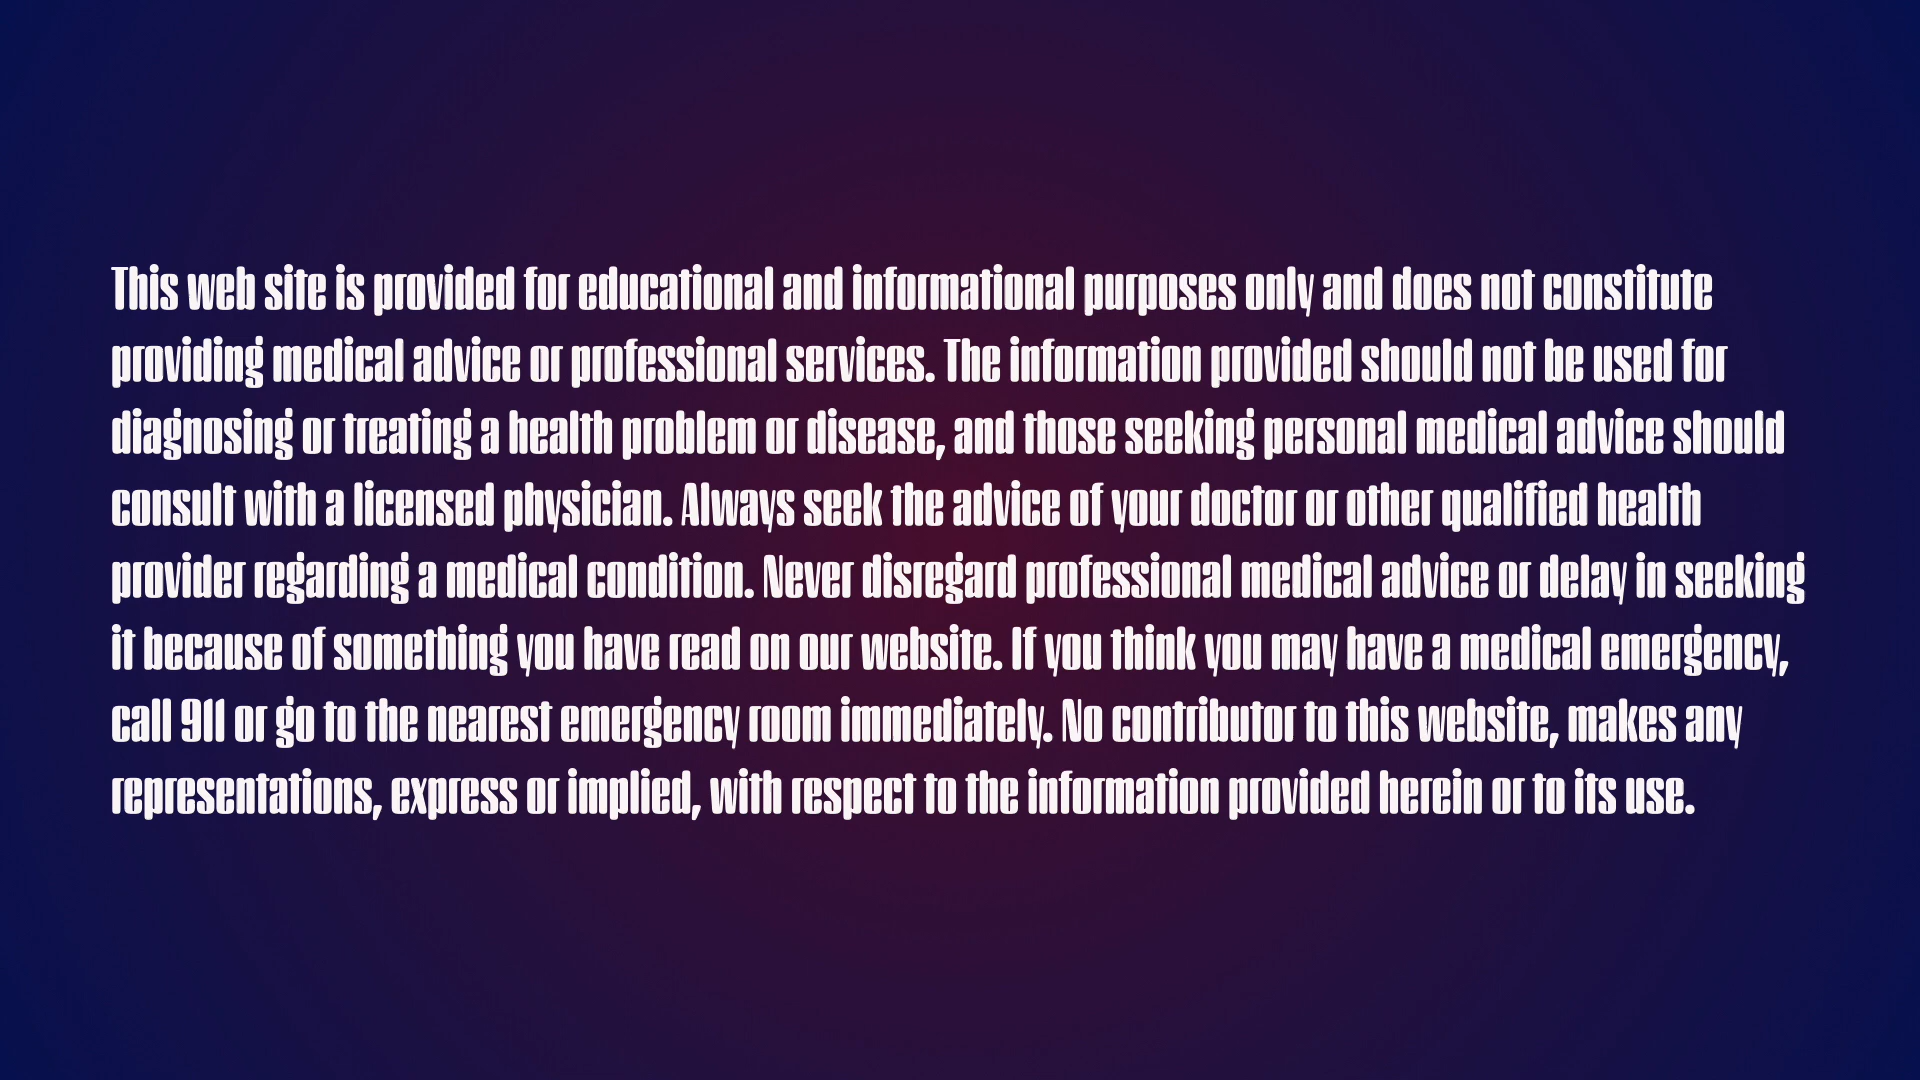 This web site is provided for educational and informational purposes only and does not constitute
providing medical advice or professional services. The information provided should not be used for
diagnosing or treating a health problem or disease, and those seeking personal medical advice should
consult with a licensed physician. Always seek the advice of your doctor or other qualified health
provider regarding a medical condition. Never disregard professional medical advice or delay in seeking
it because of something you have read on our website. If you think you may have a medical emergency,
call 911 or go to the nearest emergency room immediately. No contributor to this website, makes any
representations, express or implied, with respect to the information provided herein or to its use.